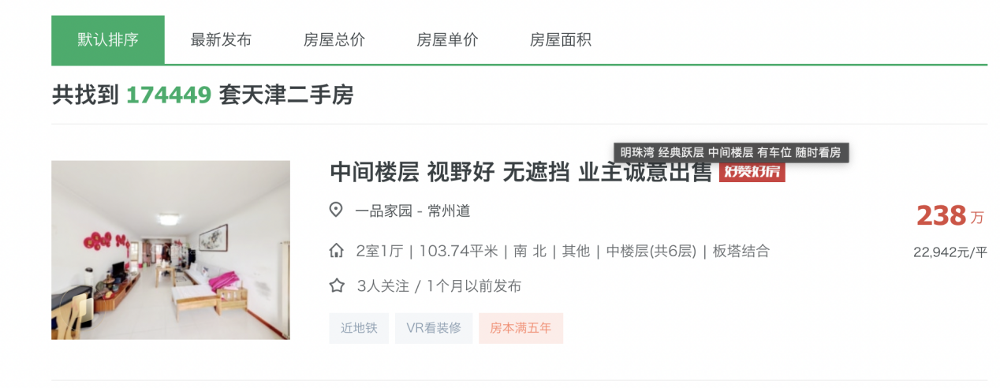 默认排序 最新发布 房屋总价 房屋单价 房屋面积
共找到 174449 套天津二手房
明珠湾 经典跃层 中间楼层 有车位 随时看房
中间楼层 视野好 无遮挡 业主诚意出售 好赞好房
一品家园 - 常州道
238 万
2室1厅 | 103.74平米 | 南 北 | 其他 | 中楼层(共6层) | 板塔结合
22,942元/平
3人关注 / 1个月以前发布
近地铁 VR看装修 房本满五年